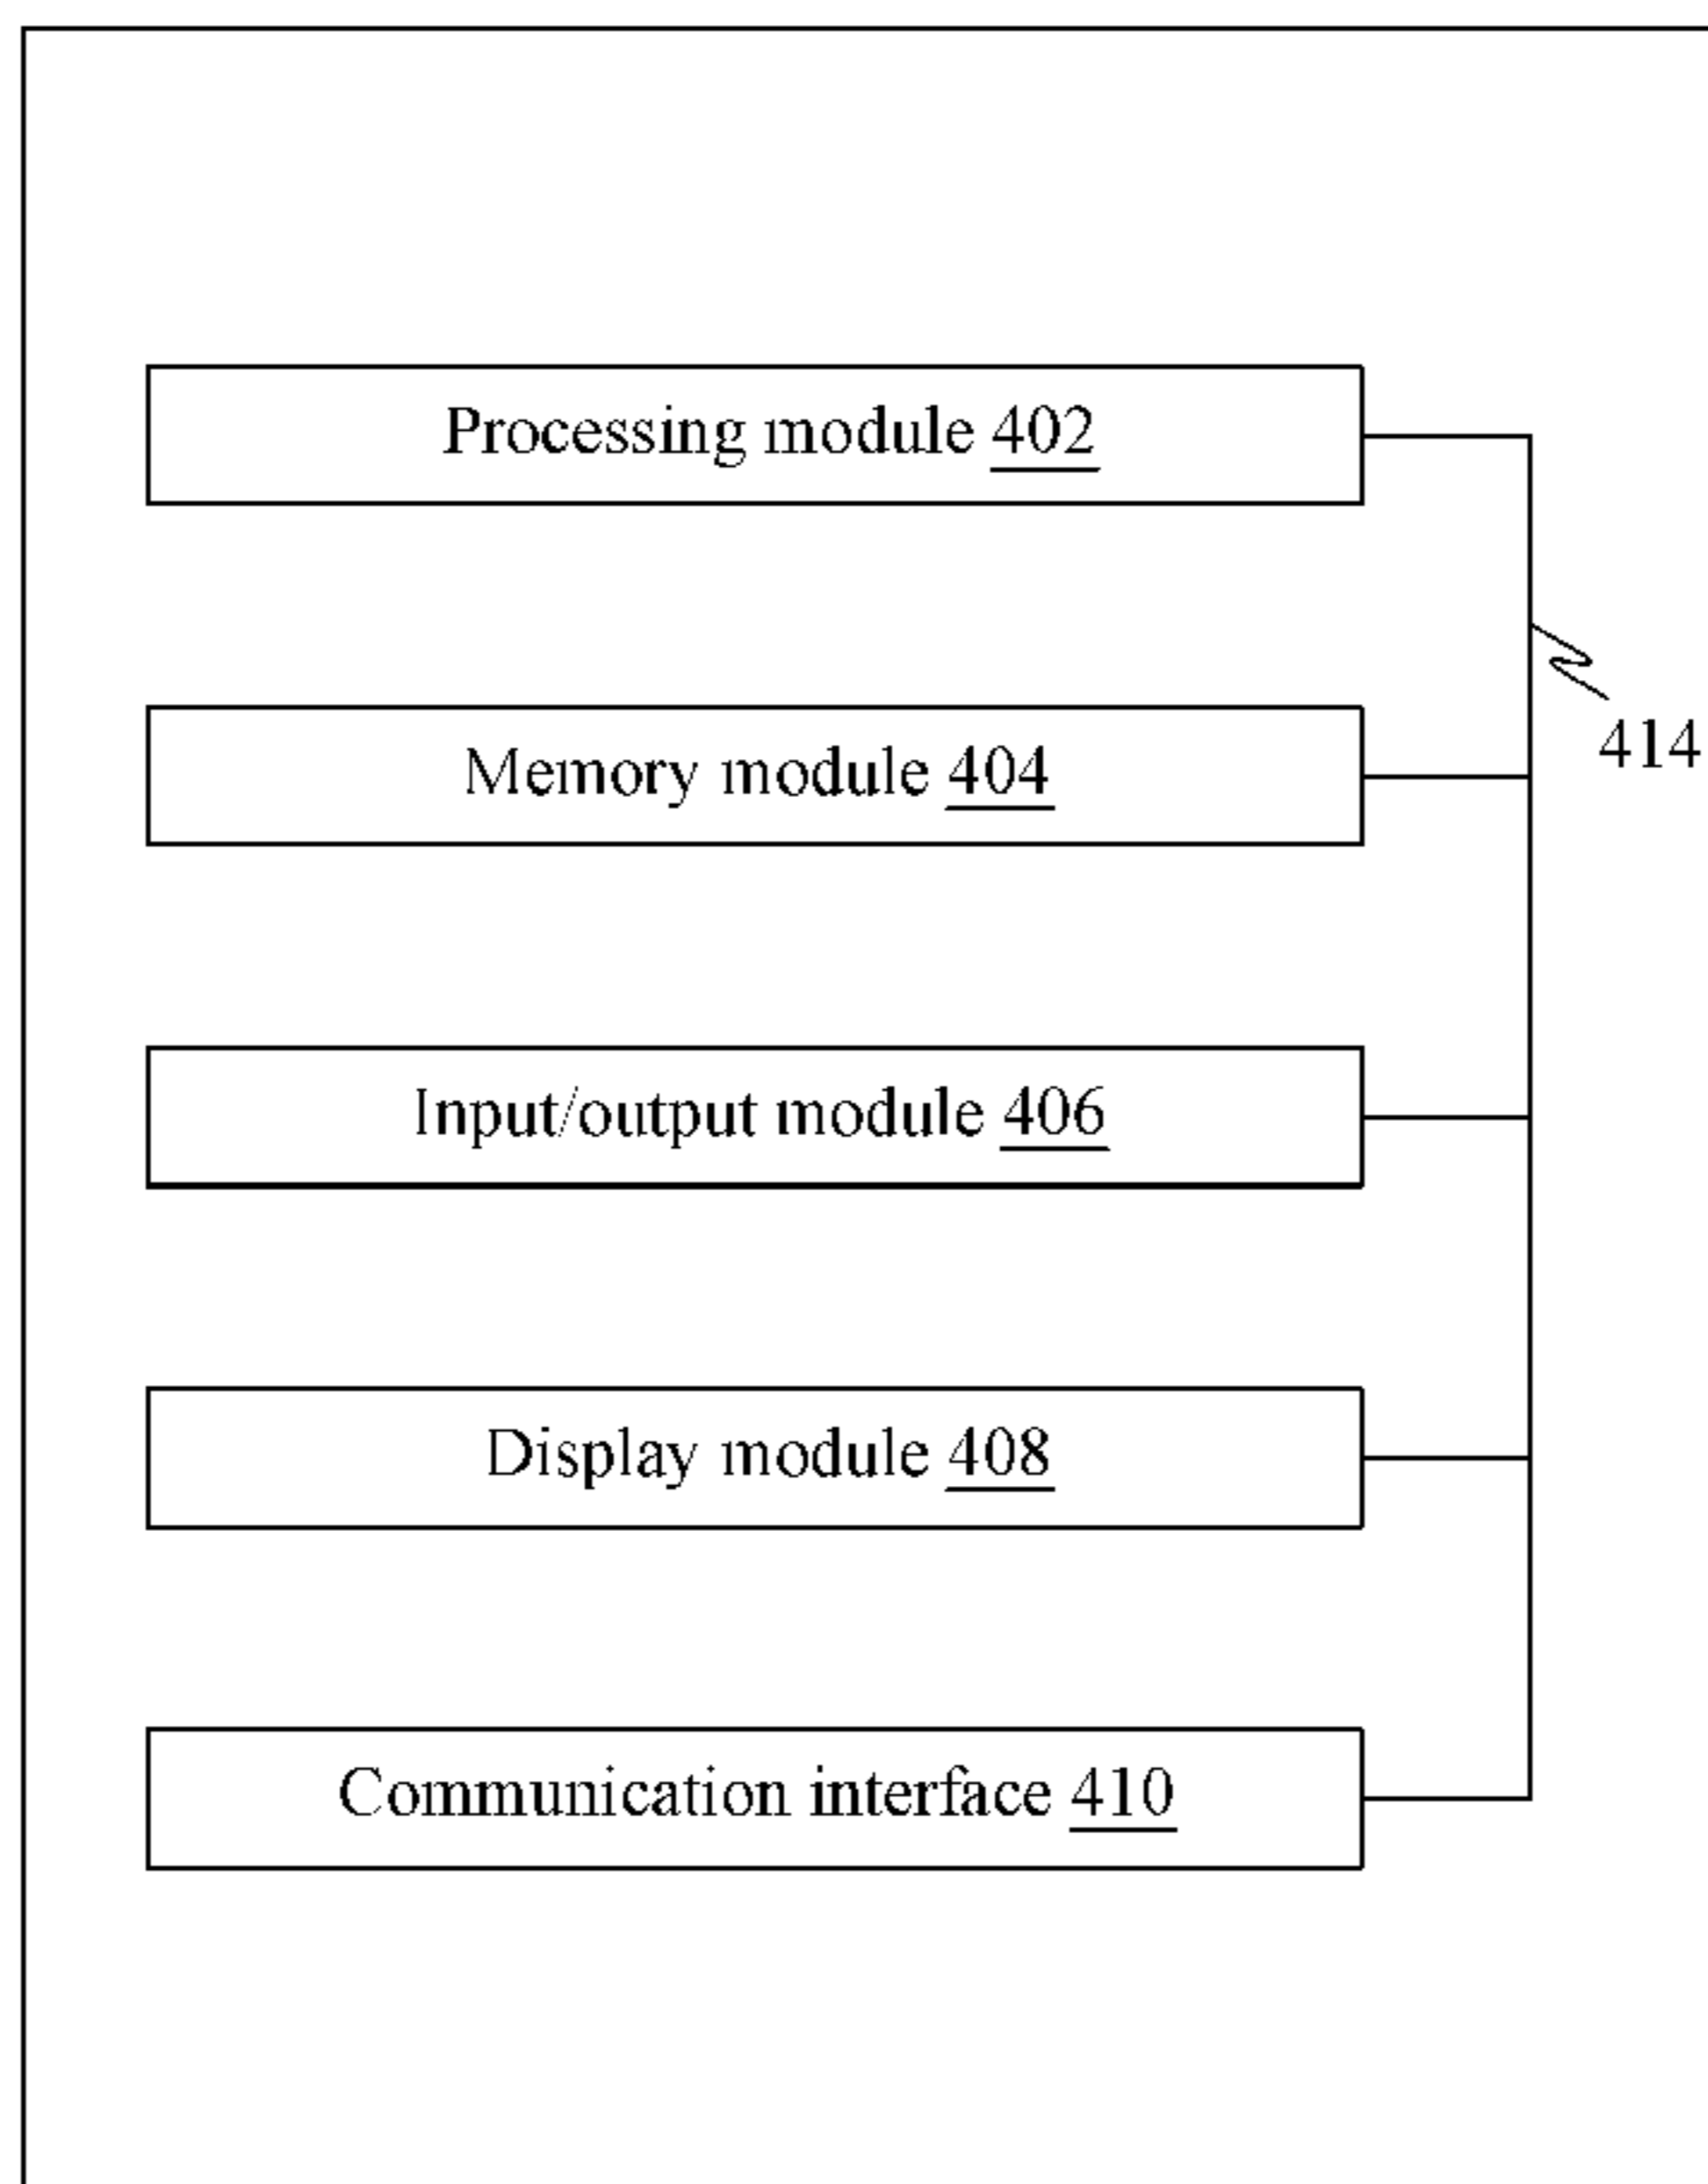 Processing module 402
414
Memory module 404
Input/output module 406
Display module 408
Communication interface 410